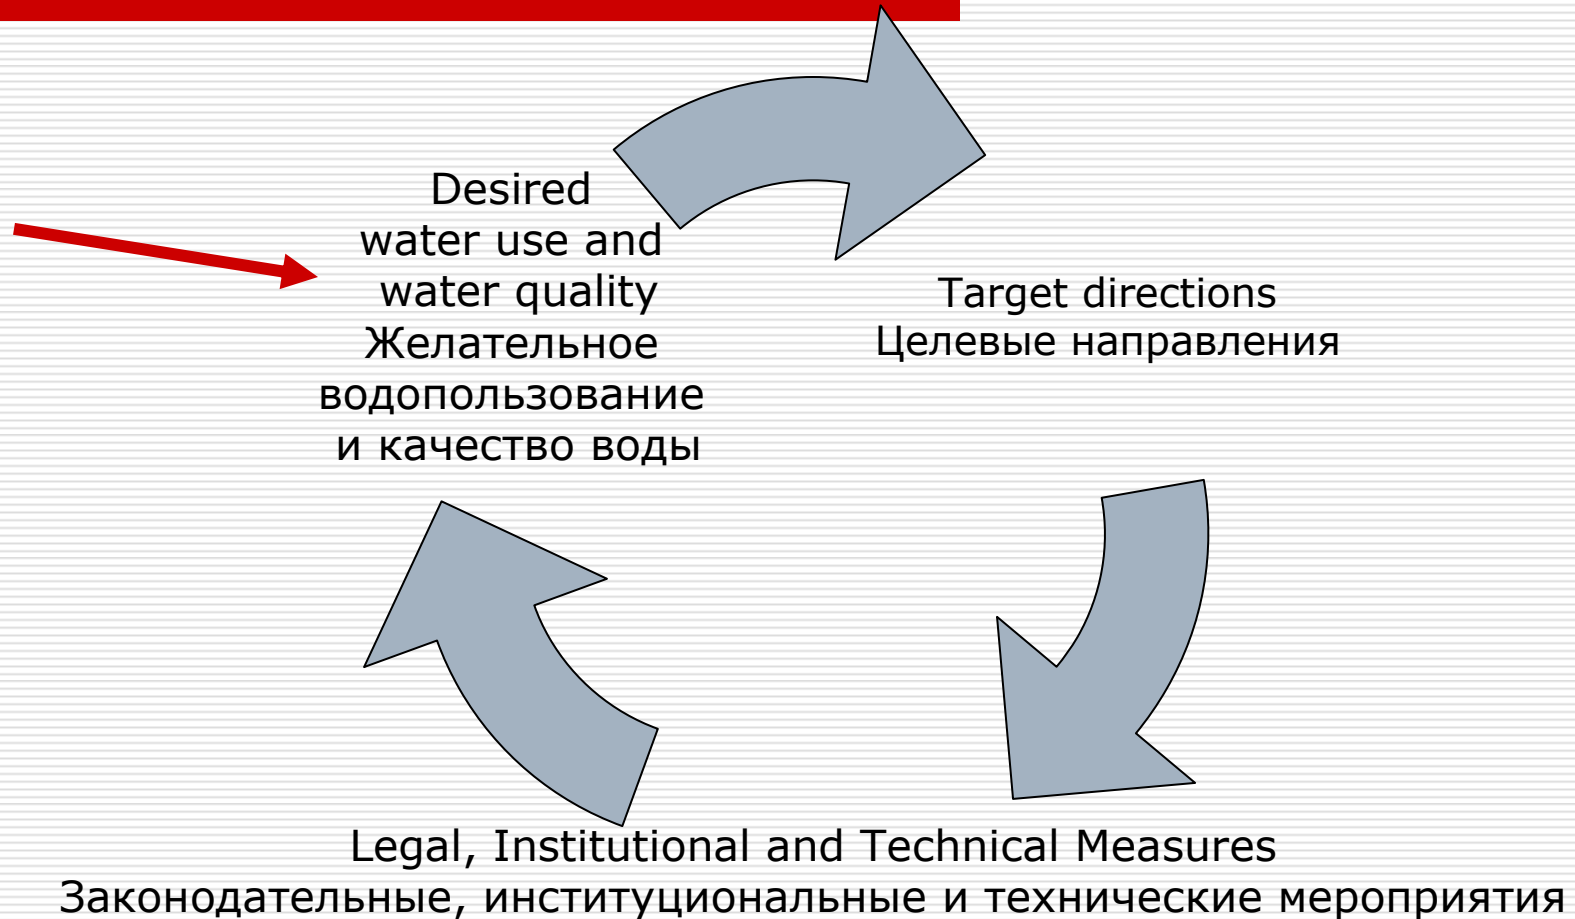 Desired
water use and
water quality
Желательное
водопользование
и качество воды
Target directions
Целевые направления
Legal, Institutional and Technical Measures
Законодательные, институциональные и технические мероприятия